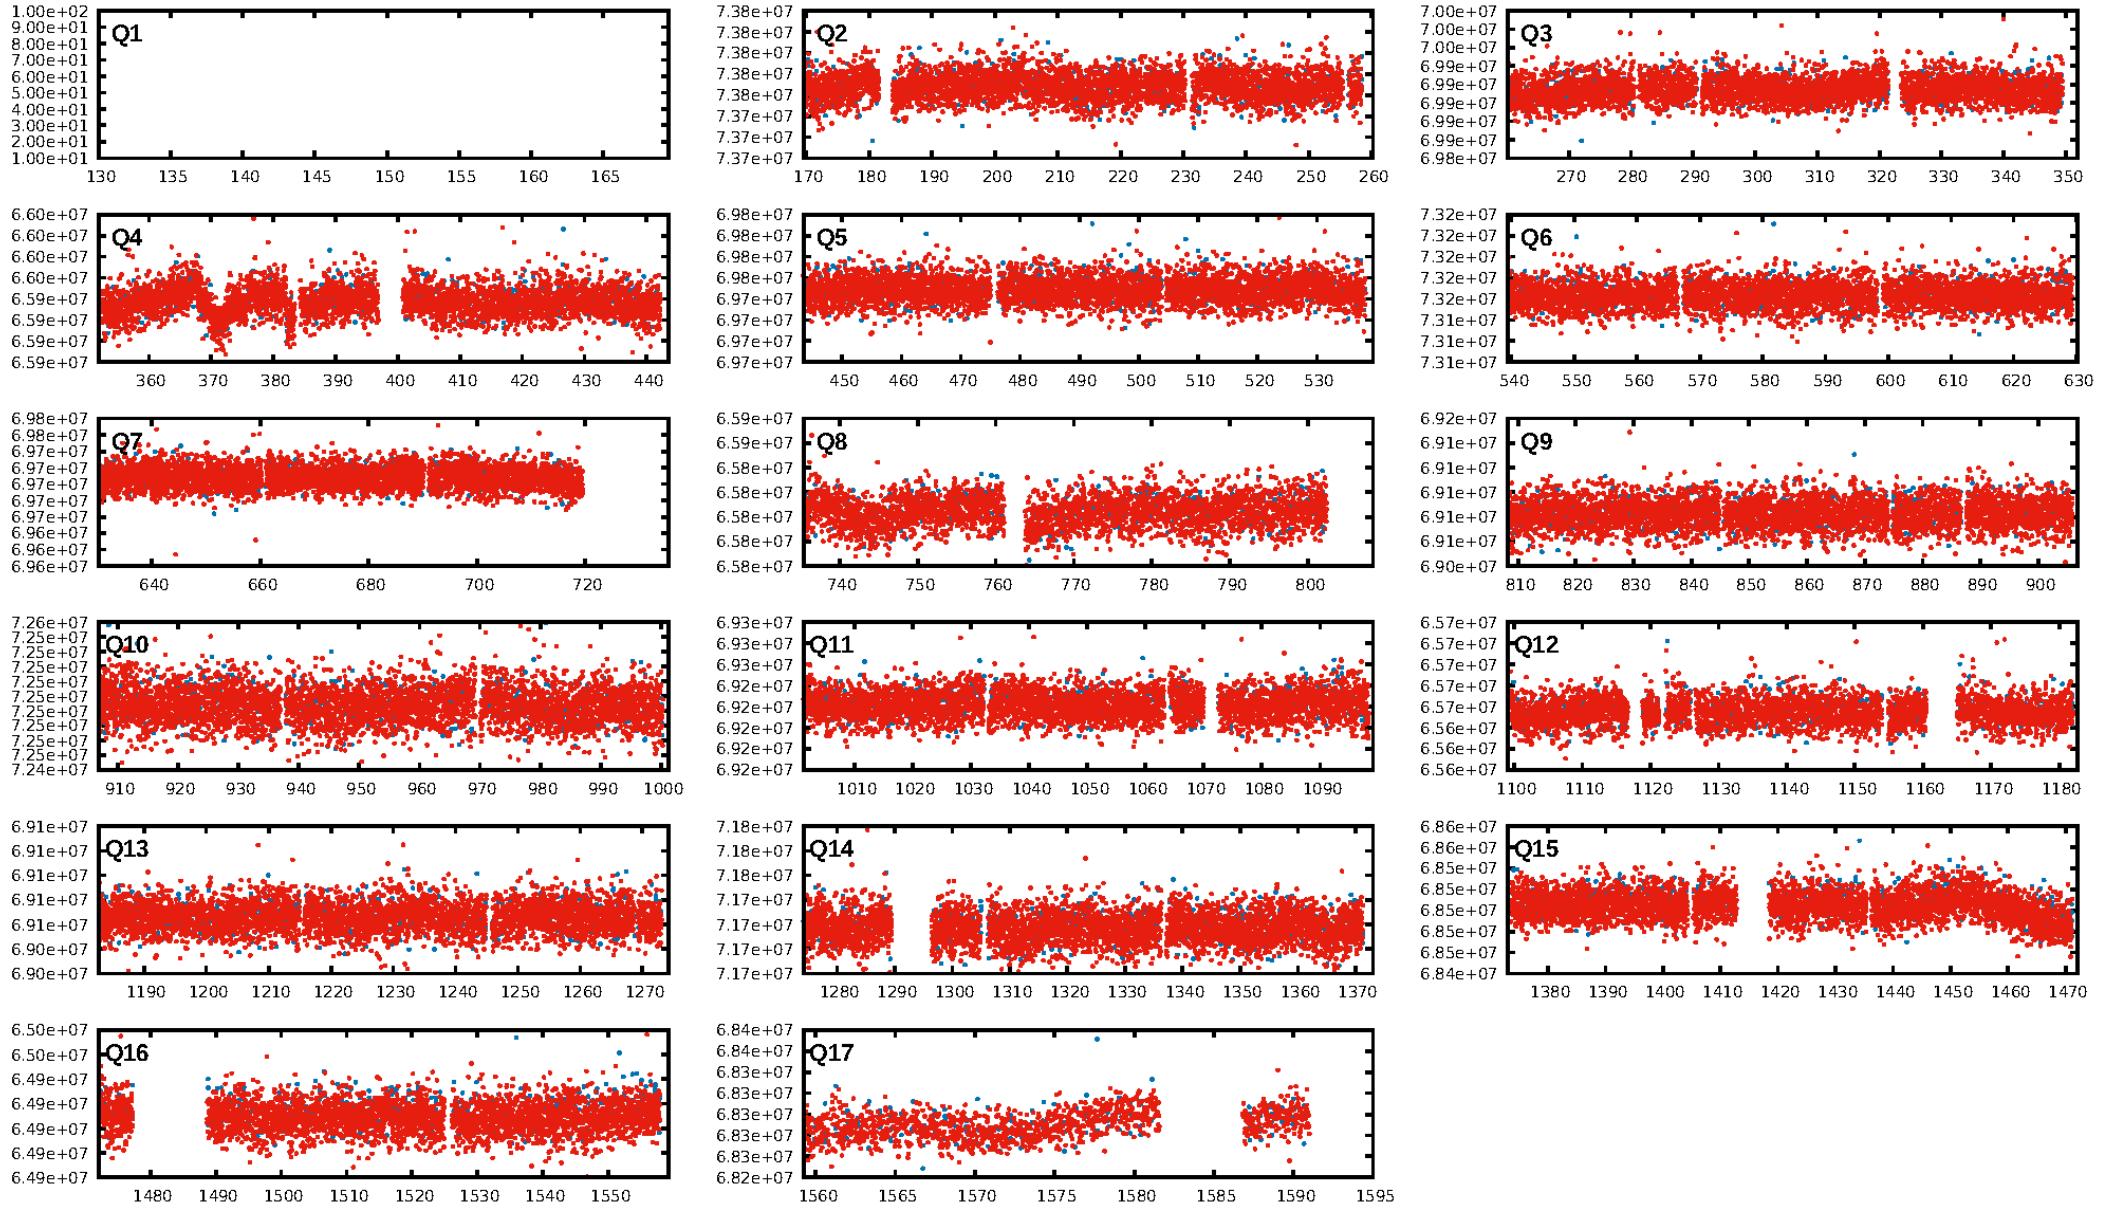 1.00e+02
9.00e+01
8.00e+01
7.00e+01
6.00e+01
5.00e+01
4.00e+01
3.00e+01
2.00e+01
1.00e+01
Q1
130 135 140 145 150 155 160 165
7.38e+07
7.38e+07
7.38e+07
7.38e+07
7.38e+07
7.37e+07
7.37e+07
7.37e+07
Q2
170 180 190 200 210 220 230 240 250 260
7.00e+07
7.00e+07
7.00e+07
6.99e+07
6.99e+07
6.99e+07
6.99e+07
6.99e+07
6.98e+07
Q3
270 280 290 300 310 320 330 340 350
6.60e+07
6.60e+07
6.60e+07
6.60e+07
6.59e+07
6.59e+07
6.59e+07
6.59e+07
Q4
360 370 380 390 400 410 420 430 440
6.98e+07
6.98e+07
6.98e+07
6.98e+07
6.97e+07
6.97e+07
6.97e+07
6.97e+07
Q5
450 460 470 480 490 500 510 520 530
7.32e+07
7.32e+07
7.32e+07
7.32e+07
7.32e+07
7.31e+07
7.31e+07
7.31e+07
Q6
540 550 560 570 580 590 600 610 620 630
6.98e+07
6.98e+07
6.97e+07
6.97e+07
6.97e+07
6.97e+07
6.97e+07
6.96e+07
6.96e+07
6.96e+07
Q7
640 660 680 700 720
6.59e+07
6.59e+07
6.58e+07
6.58e+07
6.58e+07
6.58e+07
6.58e+07
Q8
740 750 760 770 780 790 800
6.92e+07
6.91e+07
6.91e+07
6.91e+07
6.91e+07
6.91e+07
6.90e+07
Q9
810 820 830 840 850 860 870 880 890 900
7.26e+07
7.25e+07
7.25e+07
7.25e+07
7.25e+07
7.25e+07
7.25e+07
7.25e+07
7.25e+07
7.25e+07
7.24e+07
Q10
910 920 930 940 950 960 970 980 990 1000
6.93e+07
6.93e+07
6.93e+07
6.92e+07
6.92e+07
6.92e+07
6.92e+07
6.92e+07
Q11
1010 1020 1030 1040 1050 1060 1070 1080 1090
6.57e+07
6.57e+07
6.57e+07
6.57e+07
6.57e+07
6.56e+07
6.56e+07
6.56e+07
Q12
1100 1110 1120 1130 1140 1150 1160 1170 1180
6.91e+07
6.91e+07
6.91e+07
6.91e+07
6.91e+07
6.90e+07
6.90e+07
Q13
1190 1200 1210 1220 1230 1240 1250 1260 1270
7.18e+07
7.18e+07
7.18e+07
7.17e+07
7.17e+07
7.17e+07
7.17e+07
Q14
1280 1290 1300 1310 1320 1330 1340 1350 1360 1370
6.86e+07
6.86e+07
6.85e+07
6.85e+07
6.85e+07
6.85e+07
6.85e+07
6.84e+07
Q15
1380 1390 1400 1410 1420 1430 1440 1450 1460 1470
6.50e+07
6.50e+07
6.49e+07
6.49e+07
6.49e+07
6.49e+07
6.49e+07
Q16
1480 1490 1500 1510 1520 1530 1540 1550
6.84e+07
6.84e+07
6.83e+07
6.83e+07
6.83e+07
6.83e+07
6.83e+07
6.82e+07
Q17
1560 1565 1570 1575 1580 1585 1590 1595